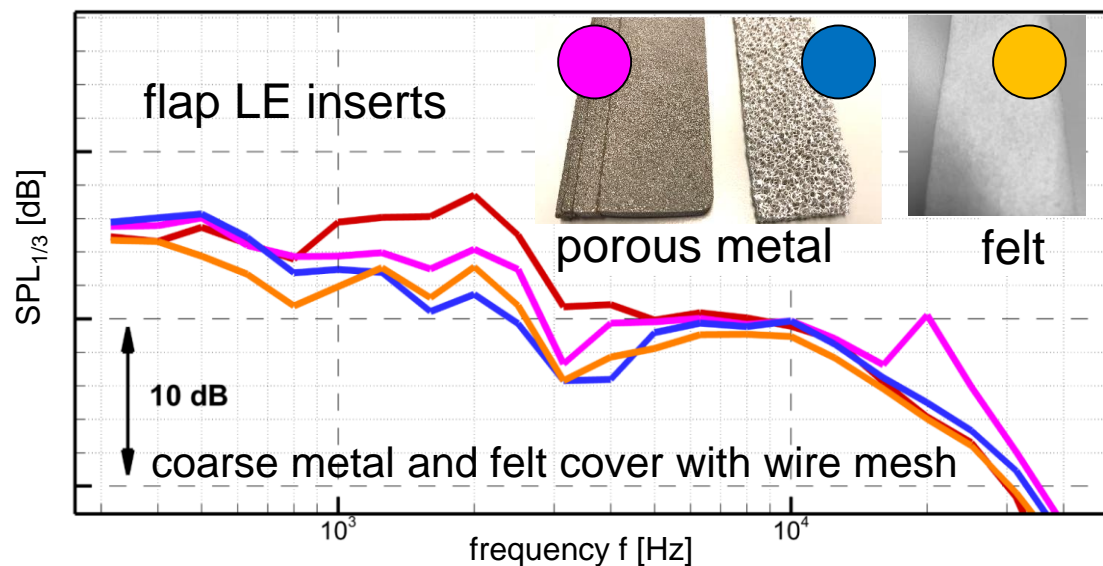 flap LE inserts
porous metal
felt
SPL1/3 [dB]
10 dB
coarse metal and felt cover with wire mesh
10³
10⁴
frequency f [Hz]